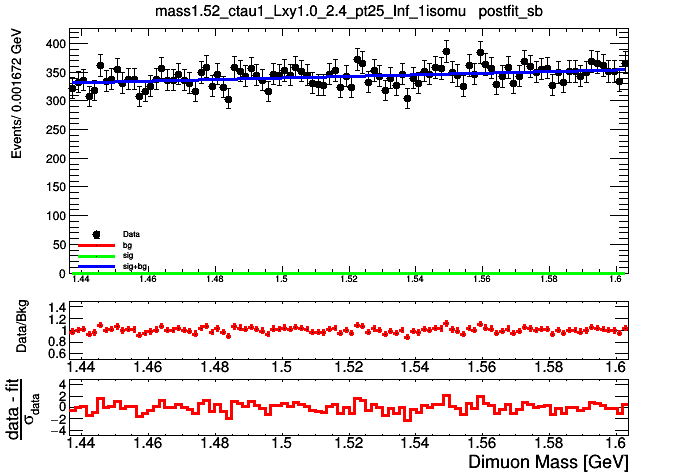 mass1.52_ctau1_Lxy1.0_2.4_pt25_Inf_1isomu postfit_sb
Events/ 0.001672 GeV
400
350
300
250
200
150
100
50
0
Data
bg
sig
sig+bg
1.44 1.46 1.48 1.5 1.52 1.54 1.56 1.58 1.6
Data/Bkg
1.4
1.2
1
0.8
0.6
1.44 1.46 1.48 1.5 1.52 1.54 1.56 1.58 1.6
data - fit
σdata
4
2
0
−2
−4
1.44 1.46 1.48 1.5 1.52 1.54 1.56 1.58 1.6
Dimuon Mass [GeV]